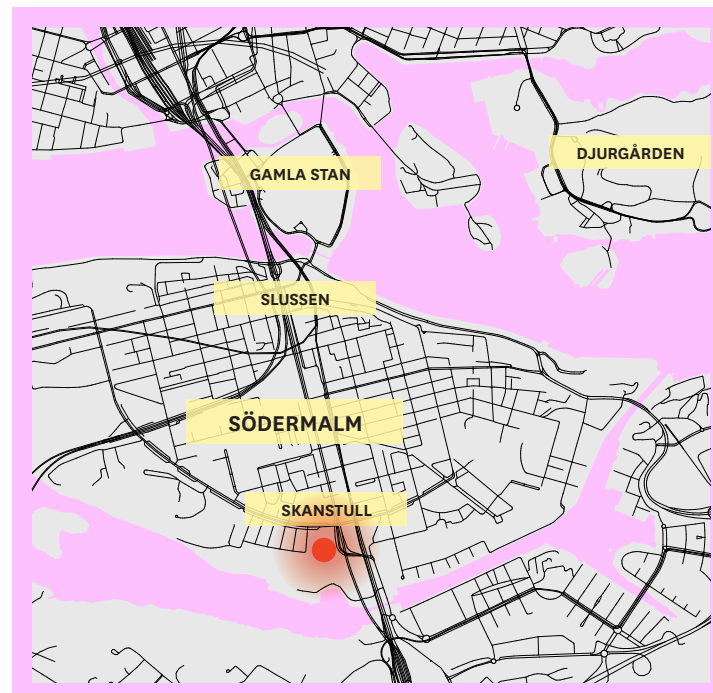 DJURGÅRDEN
GAMLA STAN
SLUSSEN
SÖDERMALM
SKANSTULL